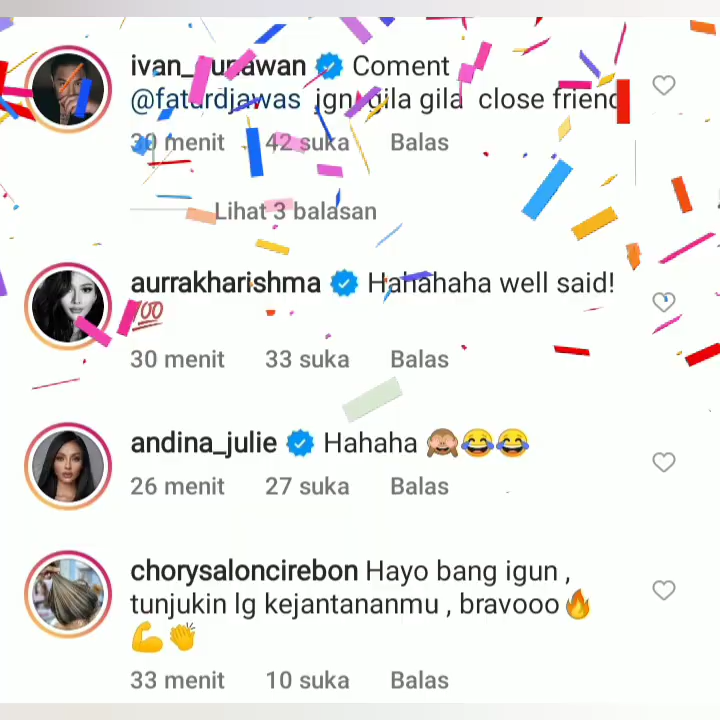 ivan_gunawan Coment
@faturdjawas jgn gila gila close friend
30 menit 42 suka Balas
Lihat 3 balasan
aurrakharishma Hahahaha well said!
💯
30 menit 33 suka Balas
andina_julie Hahaha 🙈😂😂
26 menit 27 suka Balas
chorysaloncirebon Hayo bang igun ,
tunjukin lg kejantananmu , bravooo🔥
💪👏
33 menit 10 suka Balas